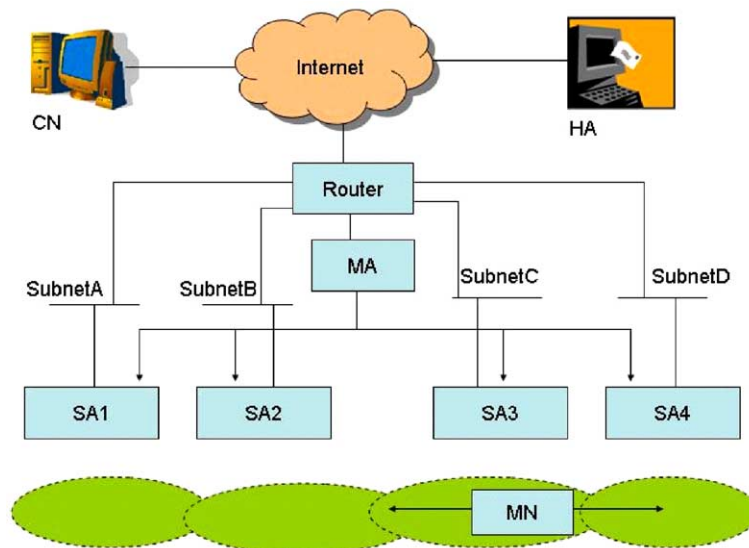 Internet
CN
HA
Router
MA
SubnetA
SubnetB
SubnetC
SubnetD
SA1
SA2
SA3
SA4
MN